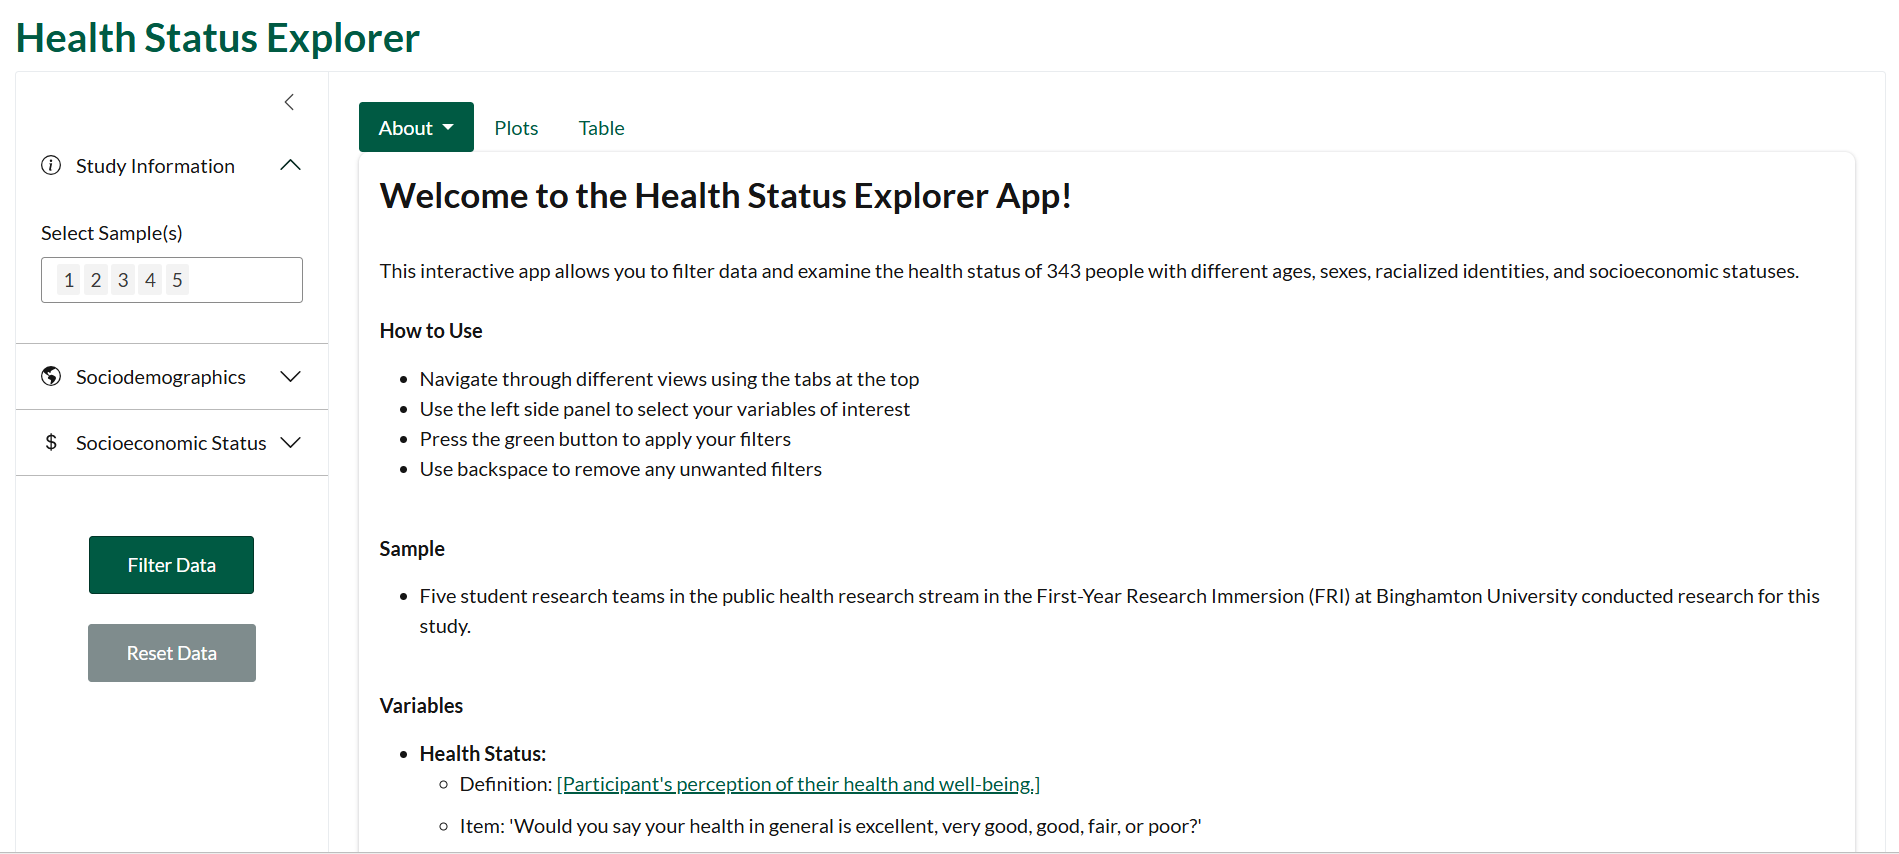 Health Status Explorer
Study Information
Select Sample(s)
1 2 3 4 5
Sociodemographics
$ Socioeconomic Status
Filter Data
Reset Data
About Plots Table
Welcome to the Health Status Explorer App!
This interactive app allows you to filter data and examine the health status of 343 people with different ages, sexes, racialized identities, and socioeconomic statuses.
How to Use
Navigate through different views using the tabs at the top
Use the left side panel to select your variables of interest
Press the green button to apply your filters
Use backspace to remove any unwanted filters
Sample
Five student research teams in the public health research stream in the First-Year Research Immersion (FRI) at Binghamton University conducted research for this
study.
Variables
Health Status:
Definition: [Participant's perception of their health and well-being.]
Item: 'Would you say your health in general is excellent, very good, good, fair, or poor?'